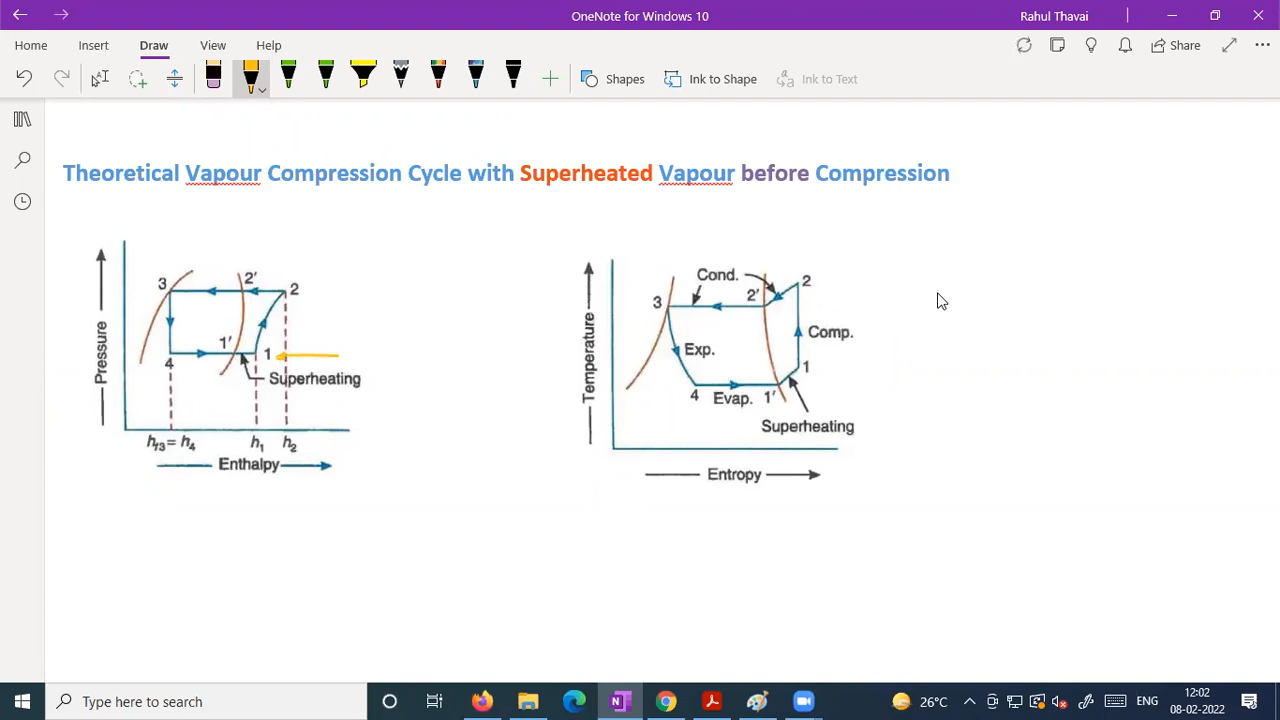 OneNote for Windows 10
Rahul Thavai
Home Insert Draw View Help
Share
Shapes
Ink to Shape
Ink to Text
Theoretical Vapour Compression Cycle with Superheated Vapour before Compression
Pressure
3
2'
2
1'
1
4
Superheating
hf3 = h4
h1
h2
Enthalpy
Temperature
Cond.
3
2'
2
Comp.
Exp.
1
4
Evap.
1'
Superheating
Entropy
Type here to search
26°C
ENG
12:02
08-02-2022